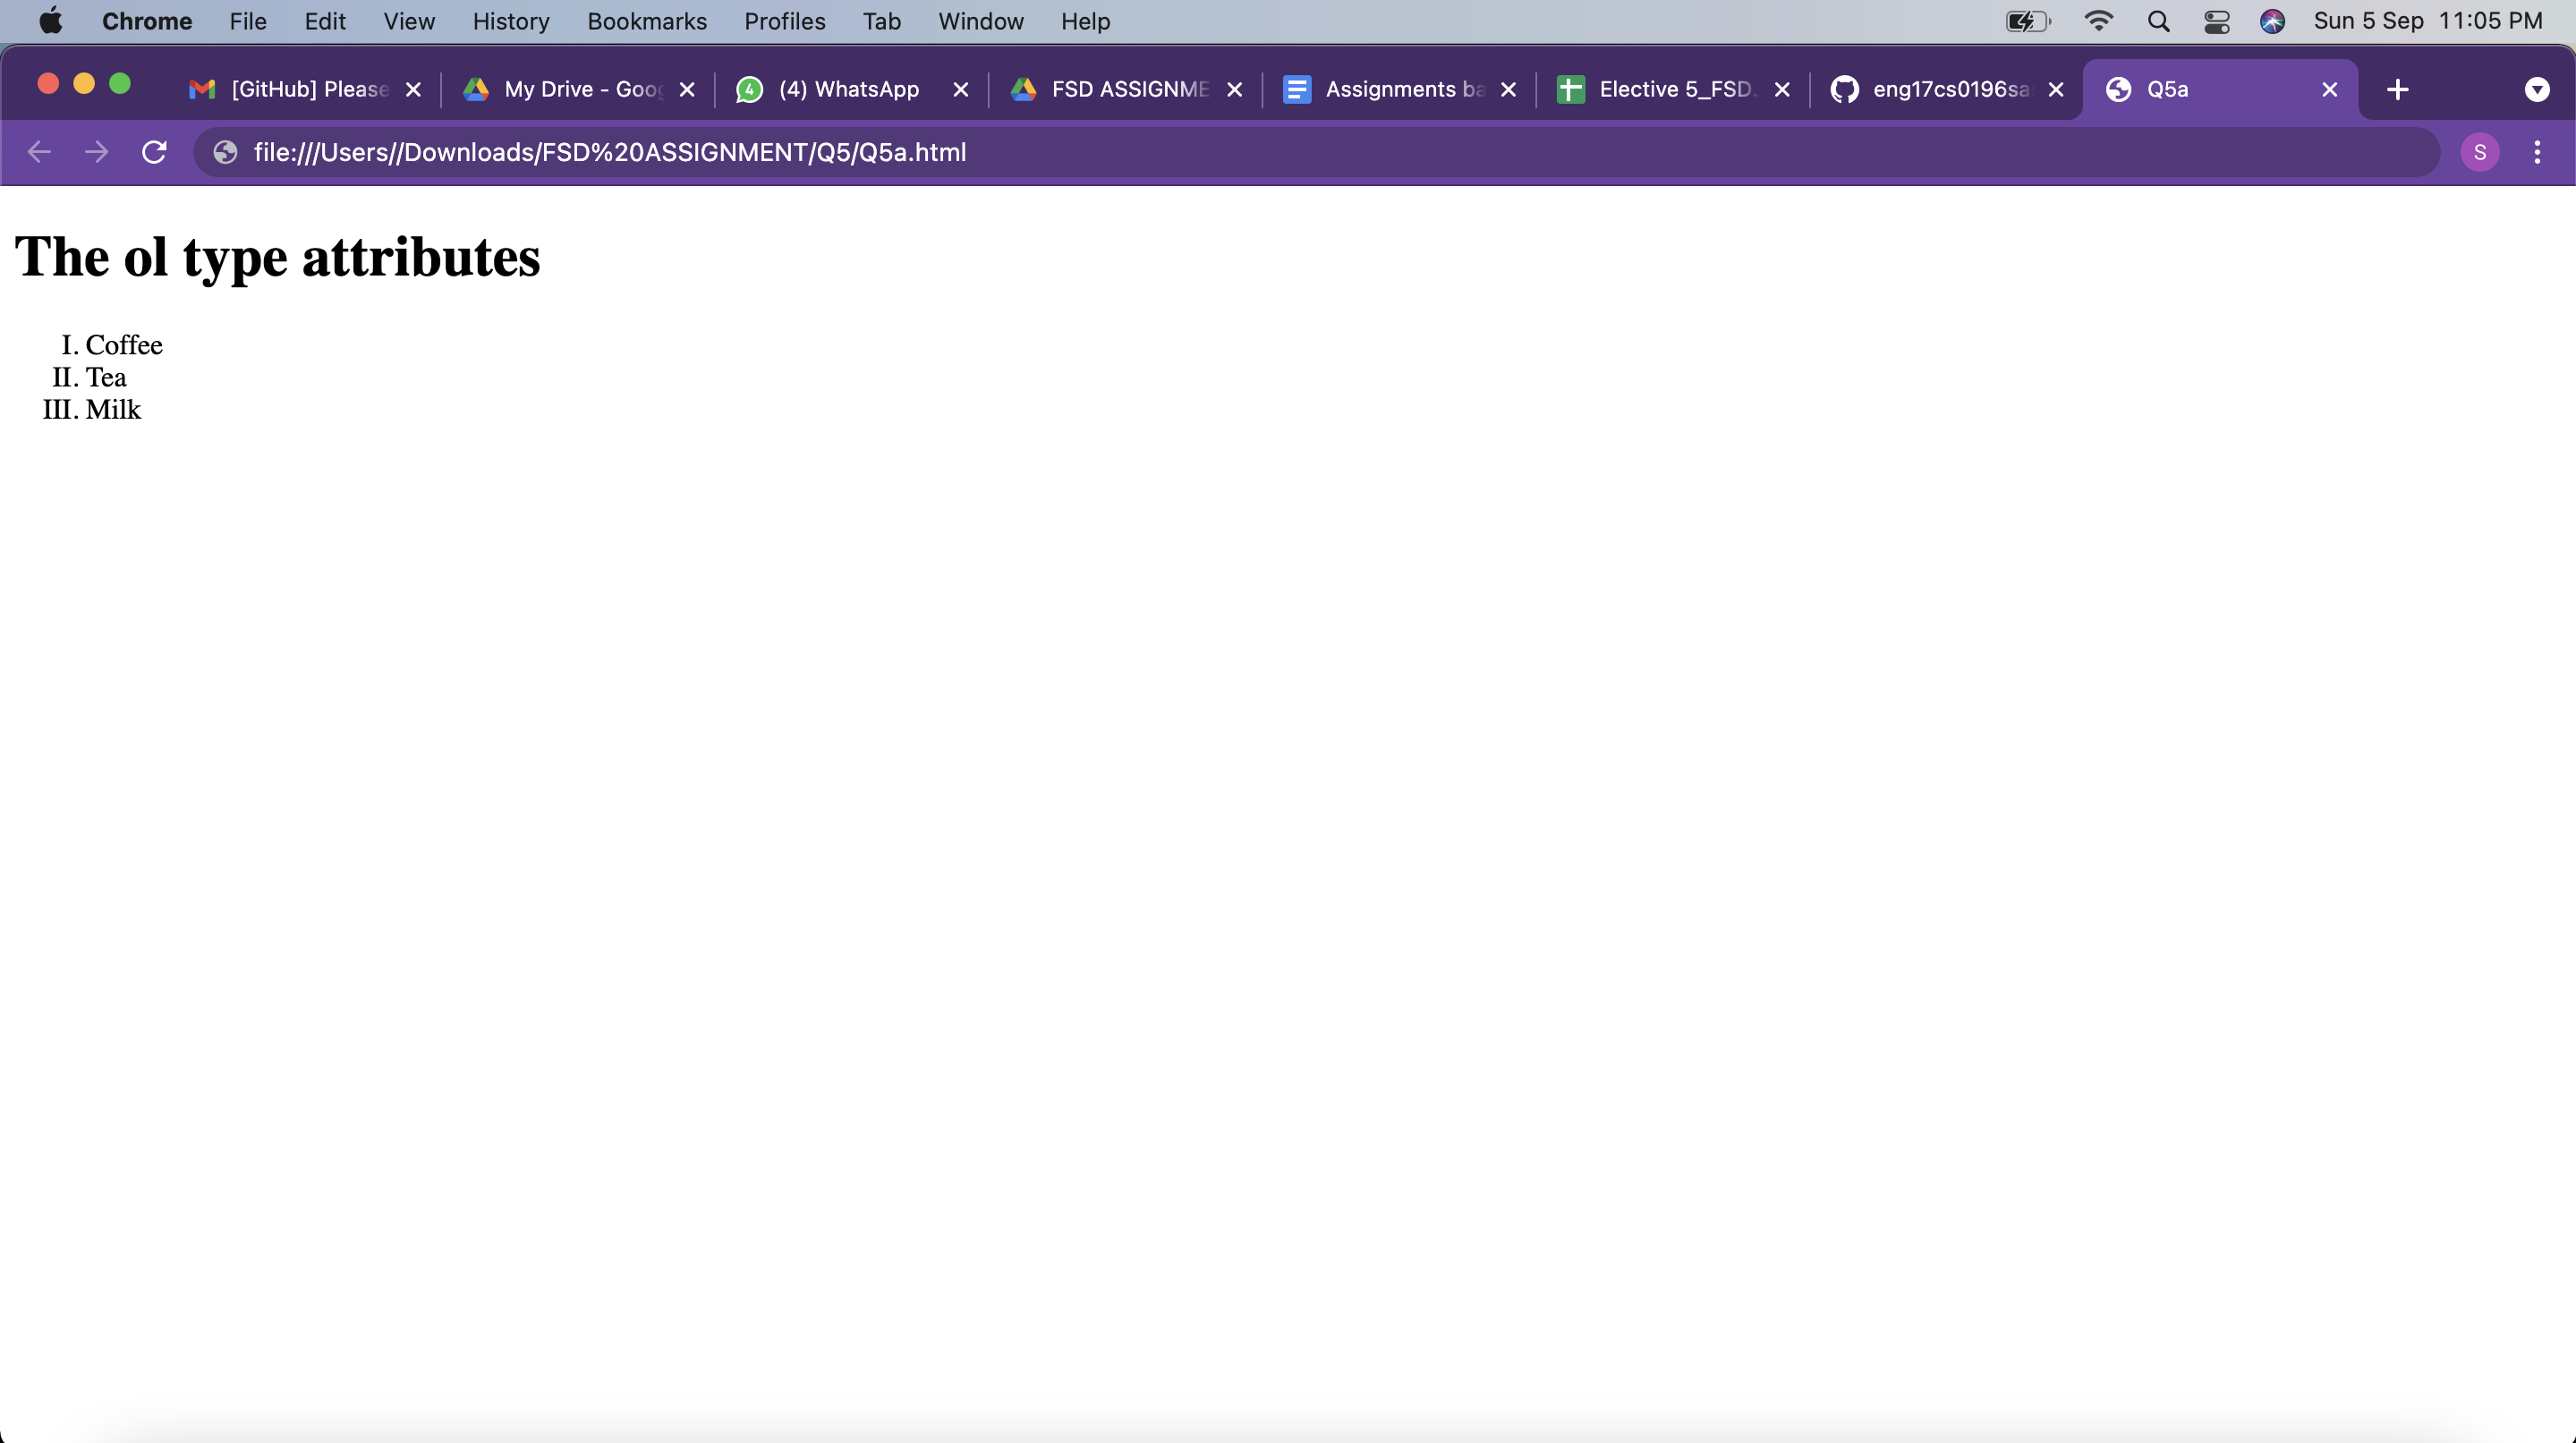 Chrome File Edit View History Bookmarks Profiles Tab Window Help Sun 5 Sep 11:05 PM
[GitHub] Please My Drive - Goog 4 (4) WhatsApp FSD ASSIGNME Assignments ba Elective 5_FSD. eng17cs0196sa Q5a
file:///Users//Downloads/FSD%20ASSIGNMENT/Q5/Q5a.html S
The ol type attributes
I. Coffee
II. Tea
III. Milk